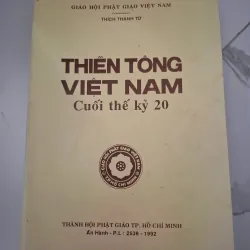 GIÁO HỘI PHẬT GIÁO VIỆT NAM
THÍCH THANH TỪ
THIỀN TÔNG
VIỆT NAM
Cuối thế kỷ 20
THÀNH HỘI PHẬT GIÁO TP. HỒ CHÍ MINH
Ấn Hành - P.L : 2536 - 1992